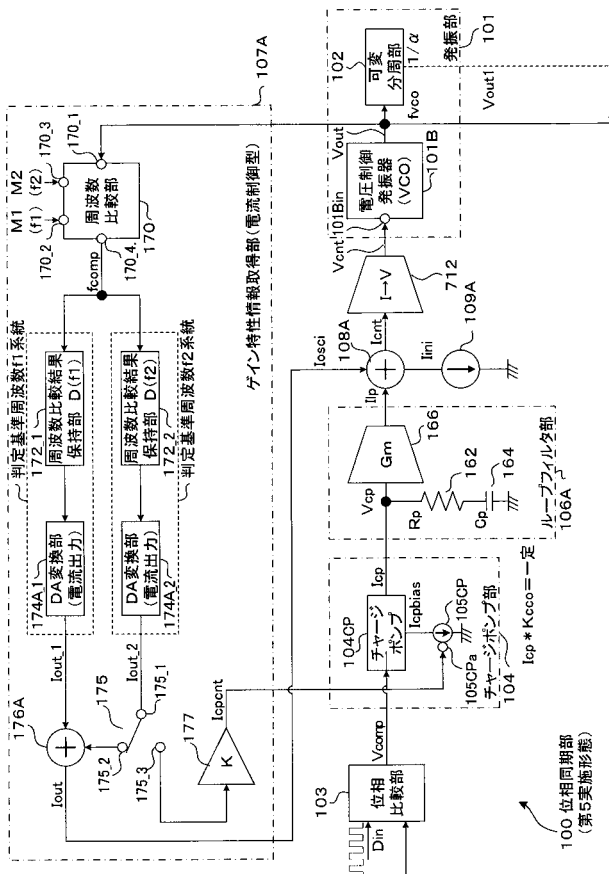 107A
ゲイン特性情報取得部(電流制御型)
判定基準周波数f1系統
判定基準周波数f2系統
176A
Iout
Iout_1
Iout_2
175
175_1
175_2
175_3
174A_1
DA変換部
(電流出力)
174A_2
DA変換部
(電流出力)
172_1
周波数比較結果
保持部 D(f1)
172_2
周波数比較結果
保持部 D(f2)
fcomp
M1
(f1)
M2
(f2)
170_1
170_2
170_3
170_4
170
周波数
比較部
177
K
Icpcnt
Iosci
103
位相
比較部
Din
Vcomp
104CP
チャージ
ポンプ
Icpbias
105CP
105CPa
チャージポンプ部
104
Icp
Icp*Kcco=一定
Vcp
Rp
Cp
162
164
Gm
166
ループフィルタ部
106A
Ilp
108A
Iini
109A
Icnt
I→V
712
Vcnt
101Bin
電圧制御
発振器
(VCO)
101B
Vout
fvco
102
可変
分周部
1/α
発振部
101
Vout1
100 位相同期部
(第5実施形態)